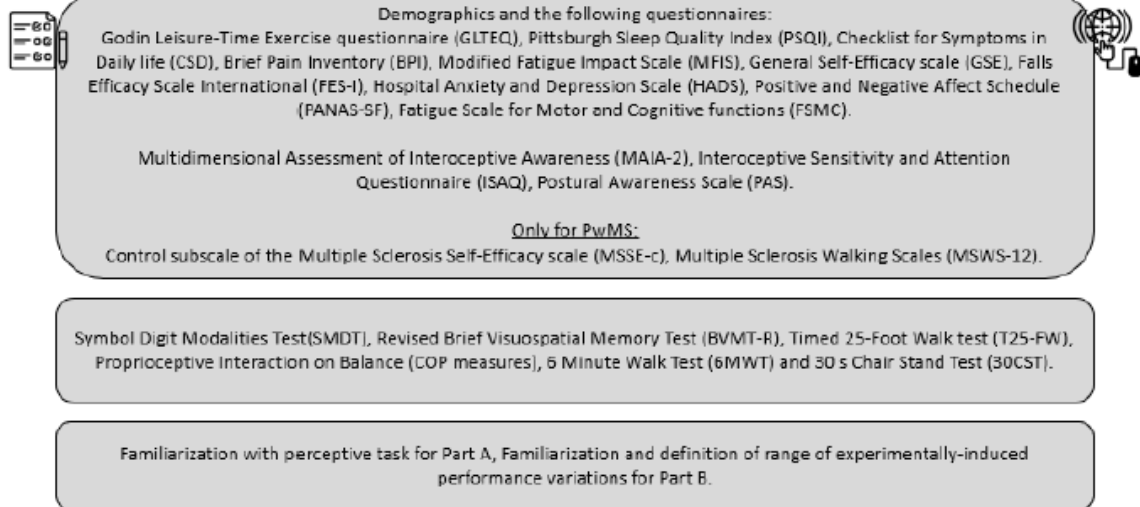 Demographics and the following questionnaires:
Godin Leisure-Time Exercise questionnaire (GLTEQ), Pittsburgh Sleep Quality Index (PSQI), Checklist for Symptoms in
Daily life (CSD), Brief Pain Inventory (BPI), Modified Fatigue Impact Scale (MFIS), General Self-Efficacy scale (GSE), Falls
Efficacy Scale International (FES-I), Hospital Anxiety and Depression Scale (HADS), Positive and Negative Affect Schedule
(PANAS-SF), Fatigue Scale for Motor and Cognitive functions (FSMC).
Multidimensional Assessment of Interoceptive Awareness (MAIA-2), Interoceptive Sensitivity and Attention
Questionnaire (ISAQ), Postural Awareness Scale (PAS).
Only for PwMS:
Control subscale of the Multiple Sclerosis Self-Efficacy scale (MSSE-c), Multiple Sclerosis Walking Scales (MSWS-12).
Symbol Digit Modalities Test(SMDT), Revised Brief Visuospatial Memory Test (BVMT-R), Timed 25-Foot Walk test (T25-FW),
Proprioceptive Interaction on Balance (COP measures), 6 Minute Walk Test (6MWT) and 30 s Chair Stand Test (30CST).
Familiarization with perceptive task for Part A, Familiarization and definition of range of experimentally-induced
performance variations for Part B.